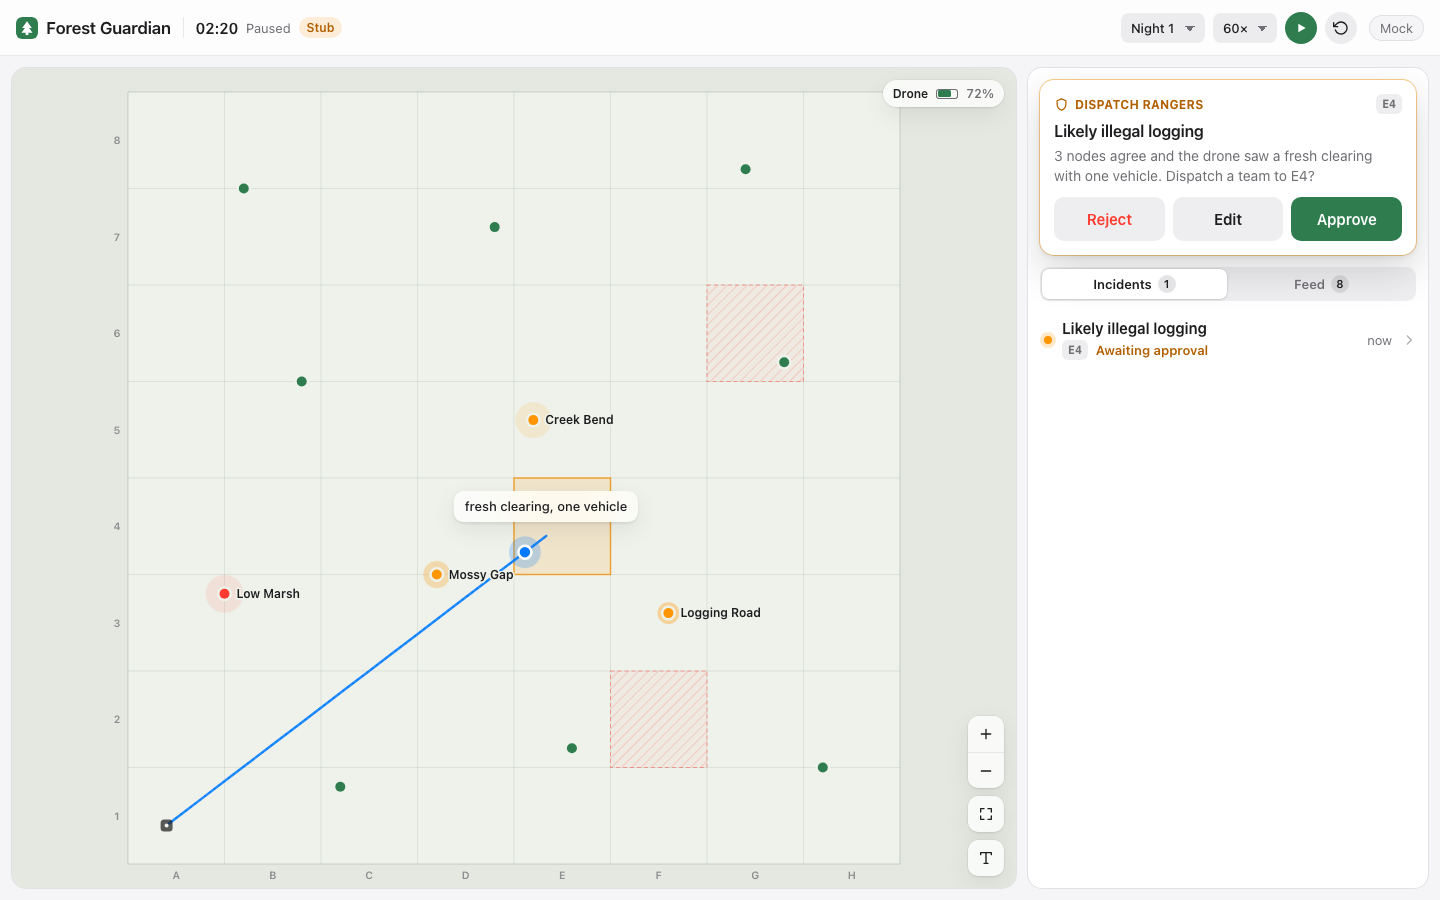 Forest Guardian
02:20 Paused Stub
Night 1
60×
Mock
Drone 72%
8
7
6
5
4
3
2
1
A B C D E F G H
Creek Bend
fresh clearing, one vehicle
Mossy Gap
Low Marsh
Logging Road
DISPATCH RANGERS E4
Likely illegal logging
3 nodes agree and the drone saw a fresh clearing
with one vehicle. Dispatch a team to E4?
Reject Edit Approve
Incidents 1 Feed 8
Likely illegal logging
E4 Awaiting approval now